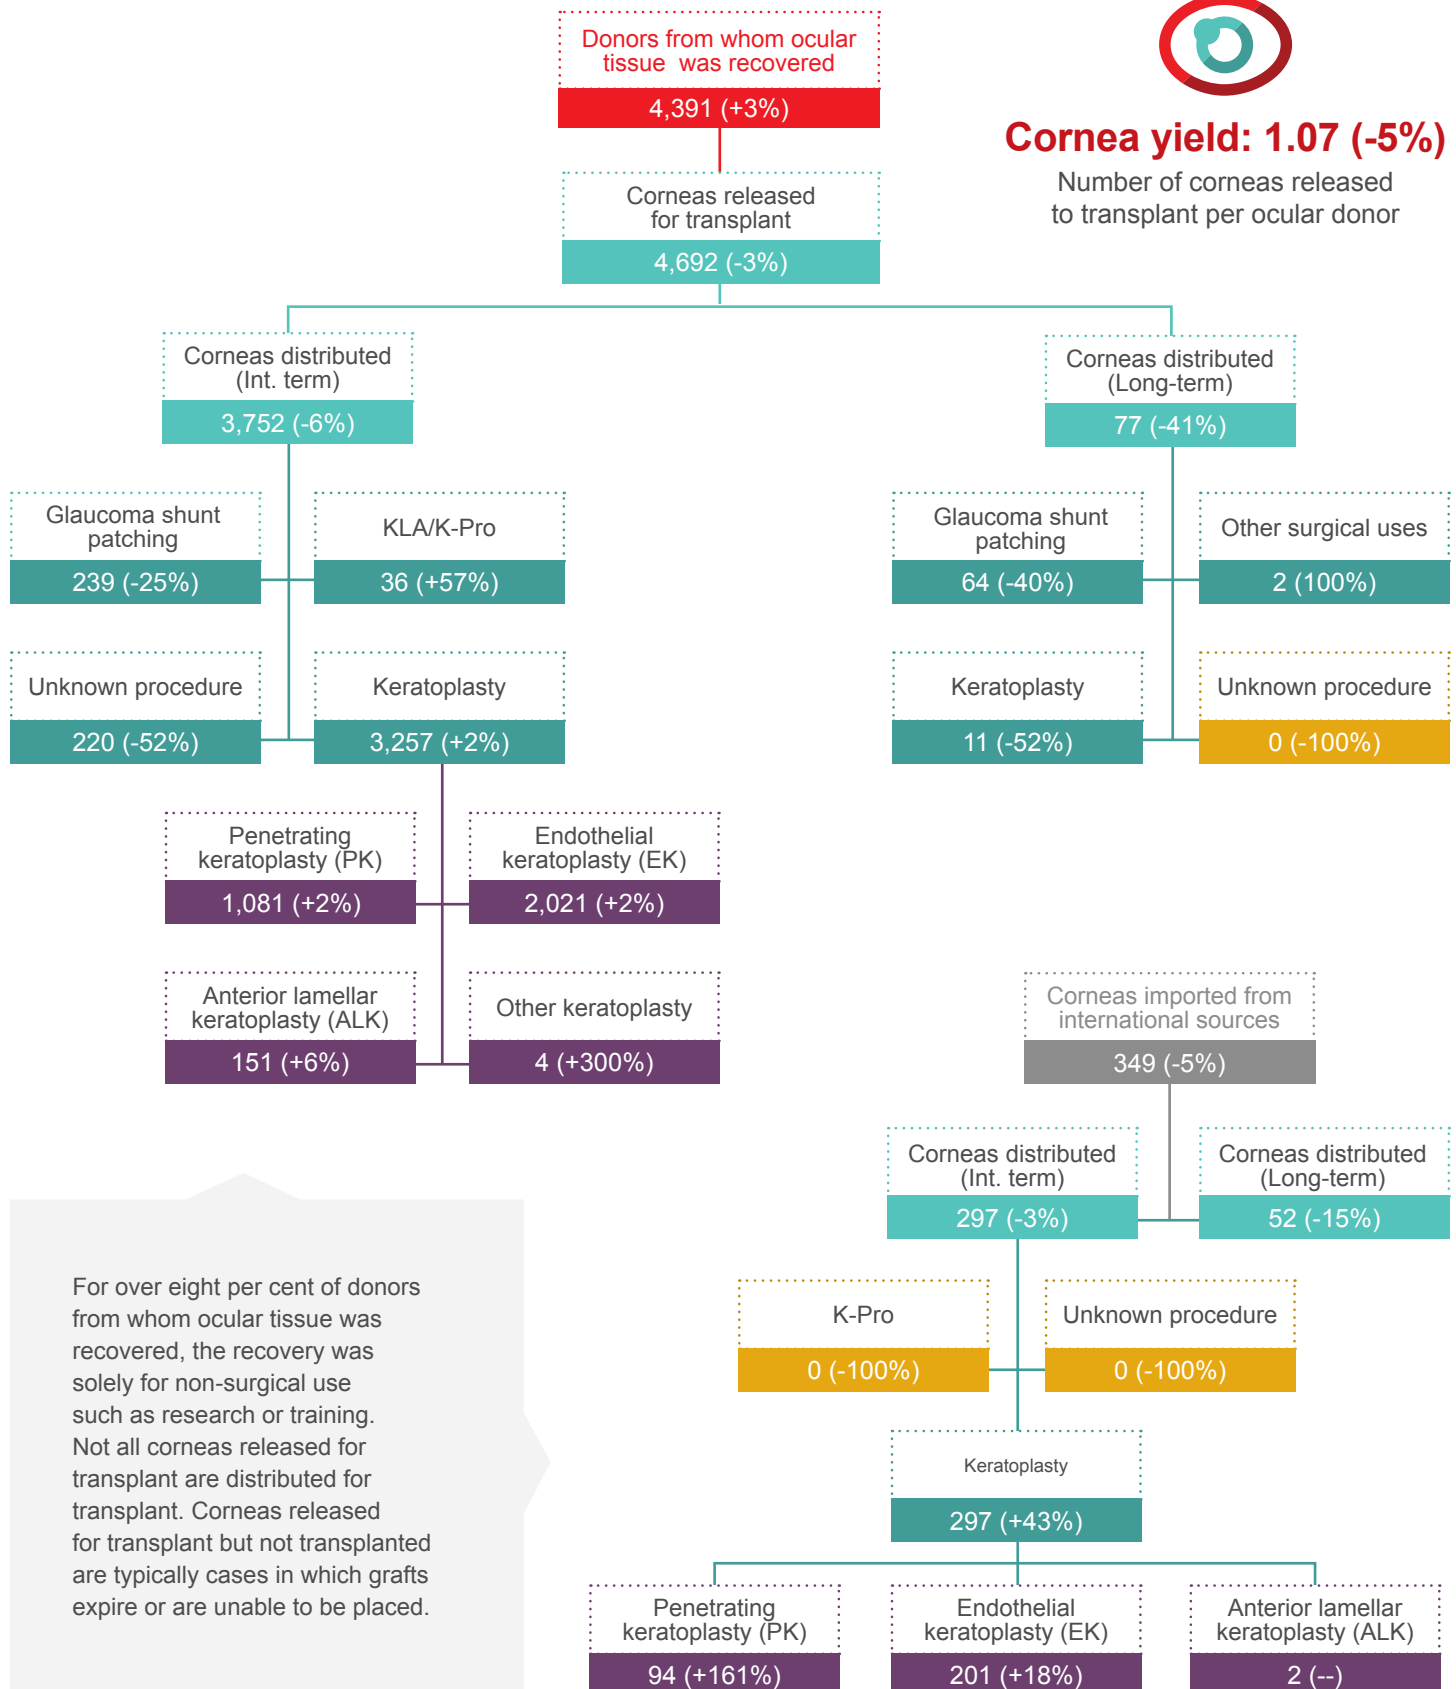 Donors from whom ocular
tissue was recovered
4,391 (+3%)
Cornea yield: 1.07 (-5%)
Number of corneas released
to transplant per ocular donor
Corneas released
for transplant
4,692 (-3%)
Corneas distributed
(Int. term)
3,752 (-6%)
Corneas distributed
(Long-term)
77 (-41%)
Glaucoma shunt
patching
239 (-25%)
KLA/K-Pro
36 (+57%)
Glaucoma shunt
patching
64 (-40%)
Other surgical uses
2 (100%)
Unknown procedure
220 (-52%)
Keratoplasty
3,257 (+2%)
Keratoplasty
11 (-52%)
Unknown procedure
0 (-100%)
Penetrating
keratoplasty (PK)
1,081 (+2%)
Endothelial
keratoplasty (EK)
2,021 (+2%)
Anterior lamellar
keratoplasty (ALK)
151 (+6%)
Other keratoplasty
4 (+300%)
Corneas imported from
international sources
349 (-5%)
Corneas distributed
(Int. term)
297 (-3%)
Corneas distributed
(Long-term)
52 (-15%)
K-Pro
0 (-100%)
Unknown procedure
0 (-100%)
Keratoplasty
297 (+43%)
Penetrating
keratoplasty (PK)
94 (+161%)
Endothelial
keratoplasty (EK)
201 (+18%)
Anterior lamellar
keratoplasty (ALK)
2 (--)
For over eight per cent of donors
from whom ocular tissue was
recovered, the recovery was
solely for non-surgical use
such as research or training.
Not all corneas released for
transplant are distributed for
transplant. Corneas released
for transplant but not transplanted
are typically cases in which grafts
expire or are unable to be placed.